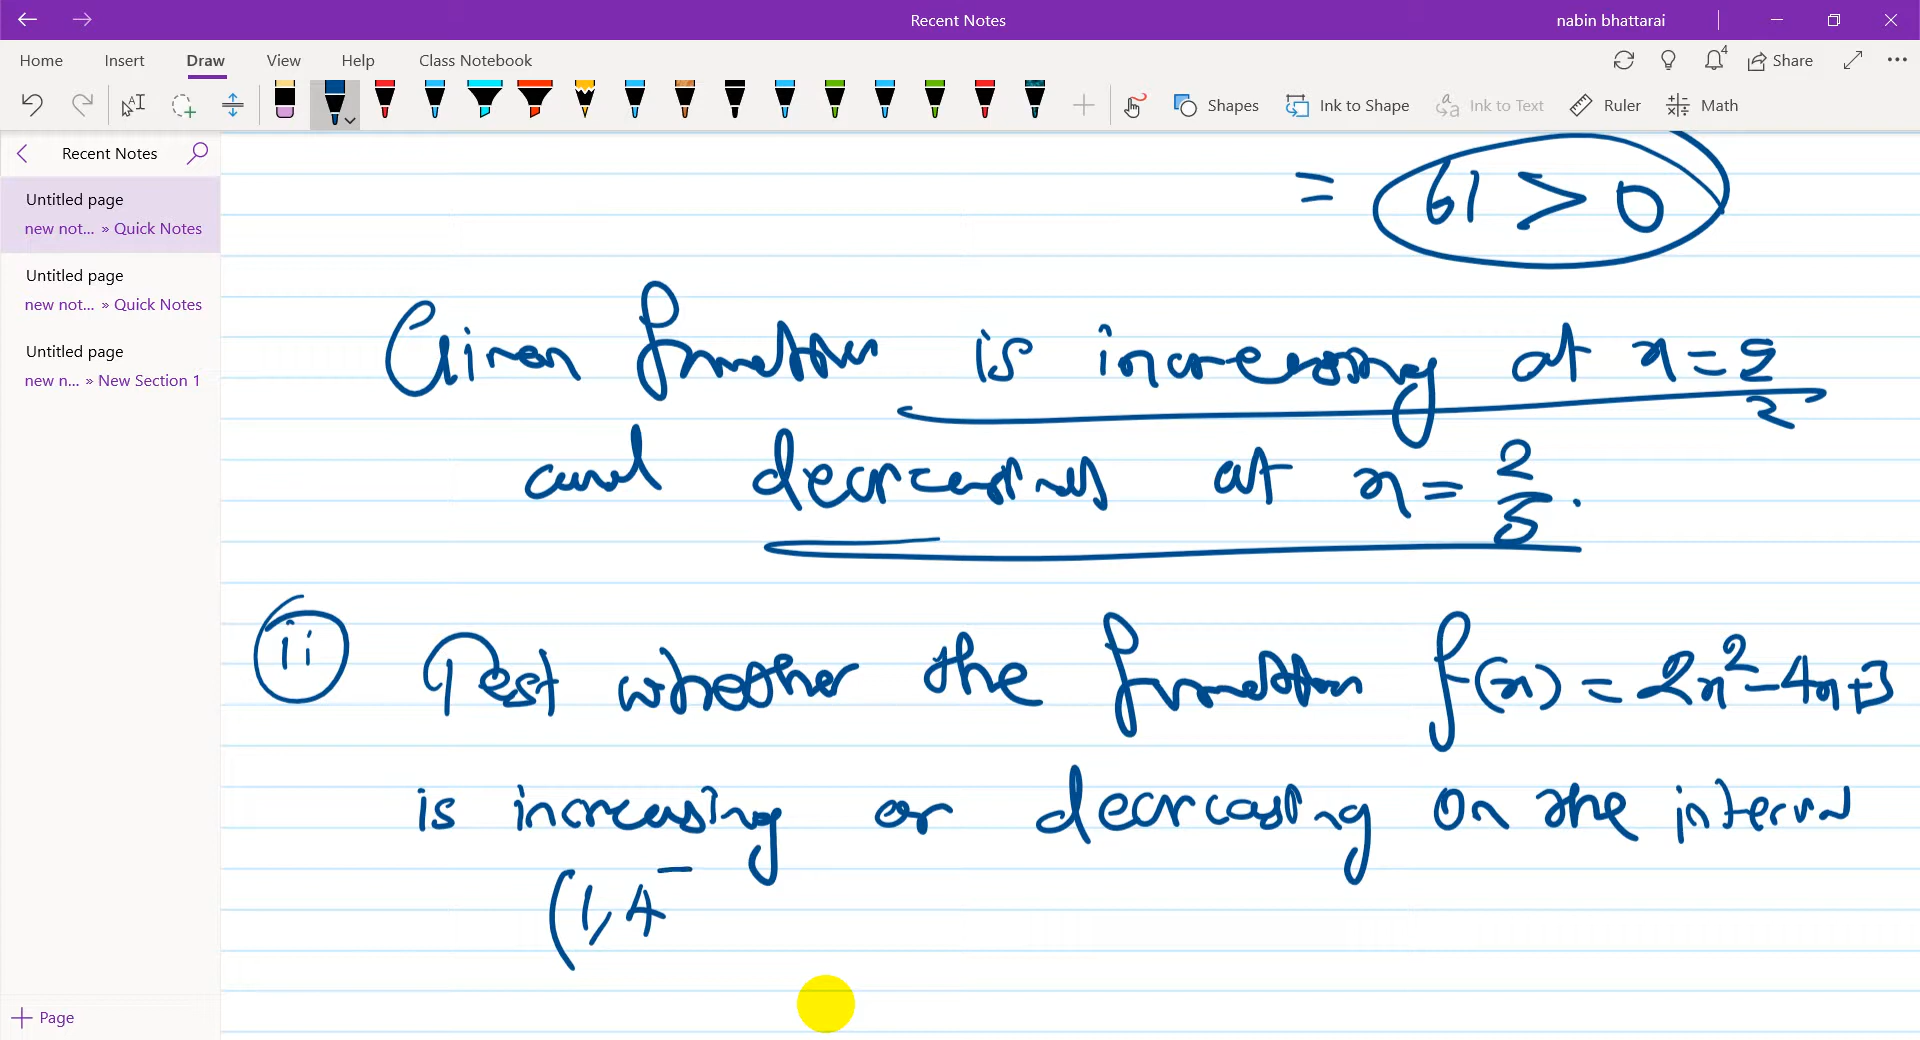 Recent Notes
nabin bhattarai
Home Insert Draw View Help Class Notebook
4
Share
Shapes Ink to Shape Ink to Text Ruler Math
Recent Notes
Untitled page
new not... » Quick Notes
Untitled page
new not... » Quick Notes
Untitled page
new n... » New Section 1
Page
= 61 > 0
Given function is increasing at x =
and decreasing at x = 2/5.
ii Test whether the function f(x) = 2x² - 4x + 3
is increasing or decreasing on the interval
(1, 4